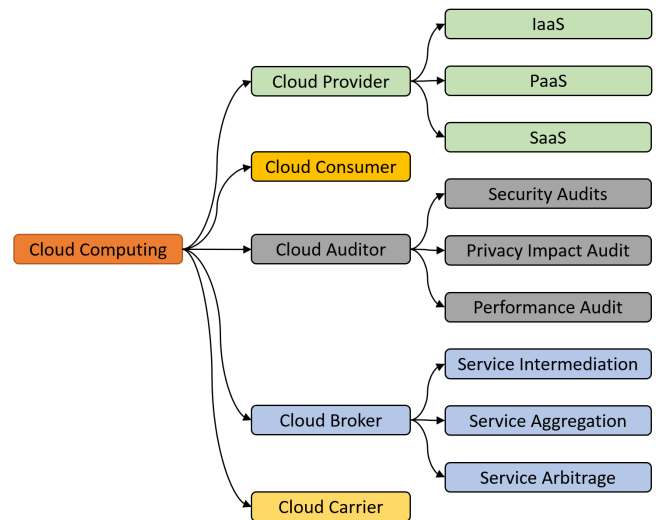 Cloud Computing
Cloud Provider
IaaS
PaaS
SaaS
Cloud Consumer
Cloud Auditor
Security Audits
Privacy Impact Audit
Performance Audit
Cloud Broker
Service Intermediation
Service Aggregation
Service Arbitrage
Cloud Carrier